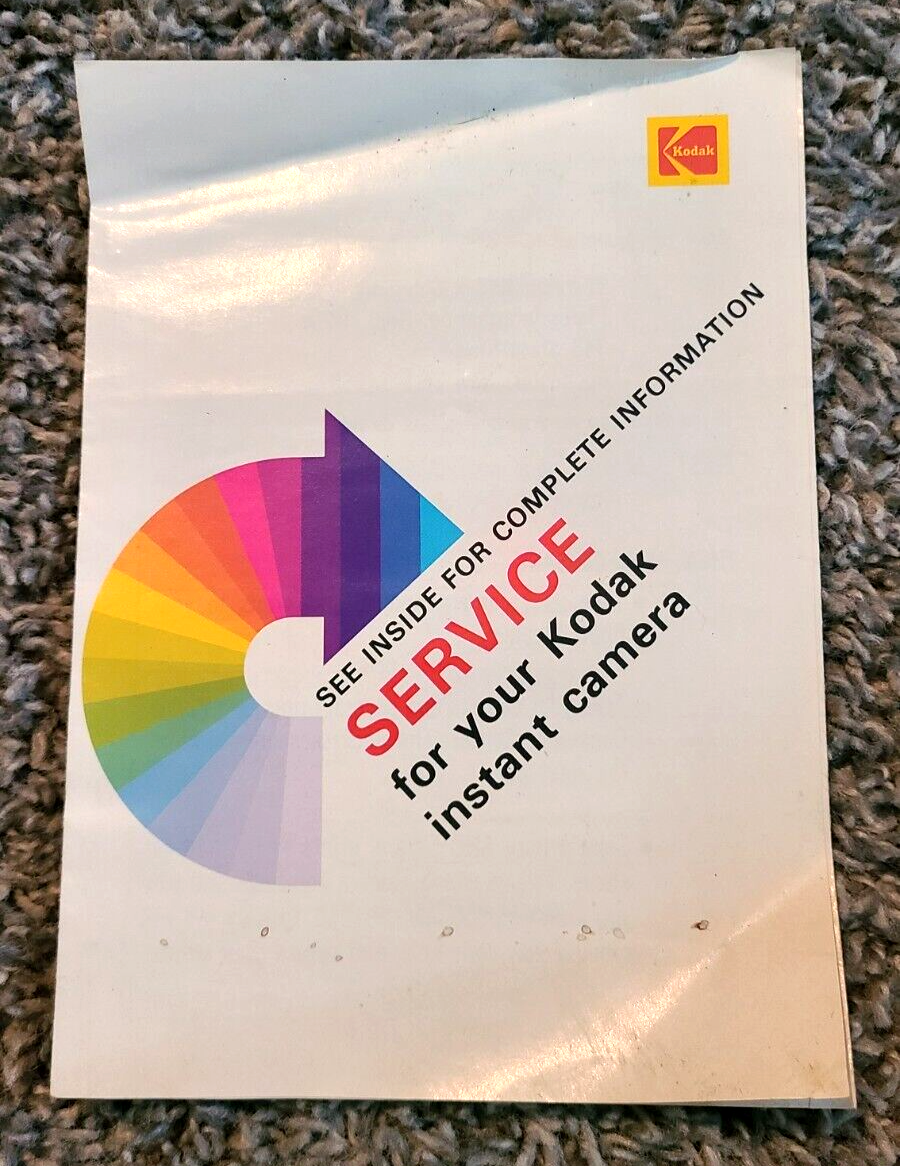 Kodak
SEE INSIDE FOR COMPLETE INFORMATION
SERVICE
for your Kodak
instant camera